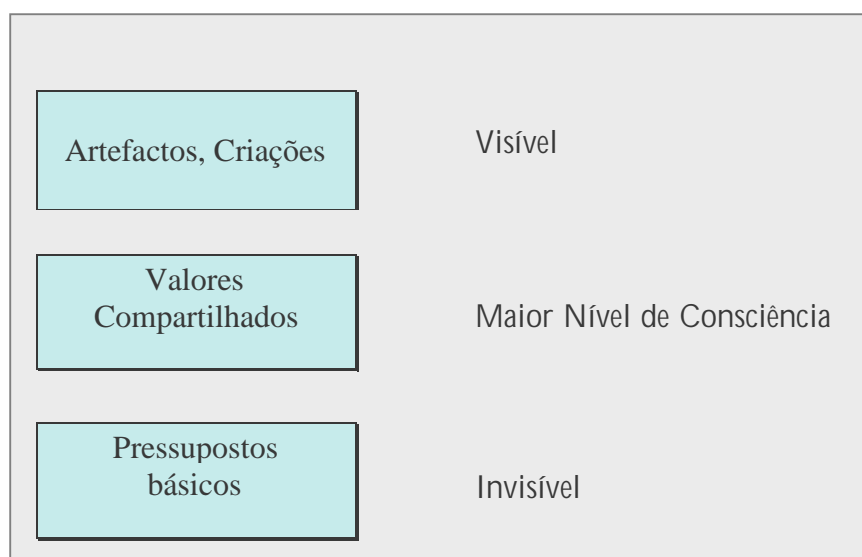 Artefactos, Criações
Visível
Valores
Compartilhados
Maior Nível de Consciência
Pressupostos
básicos
Invisível